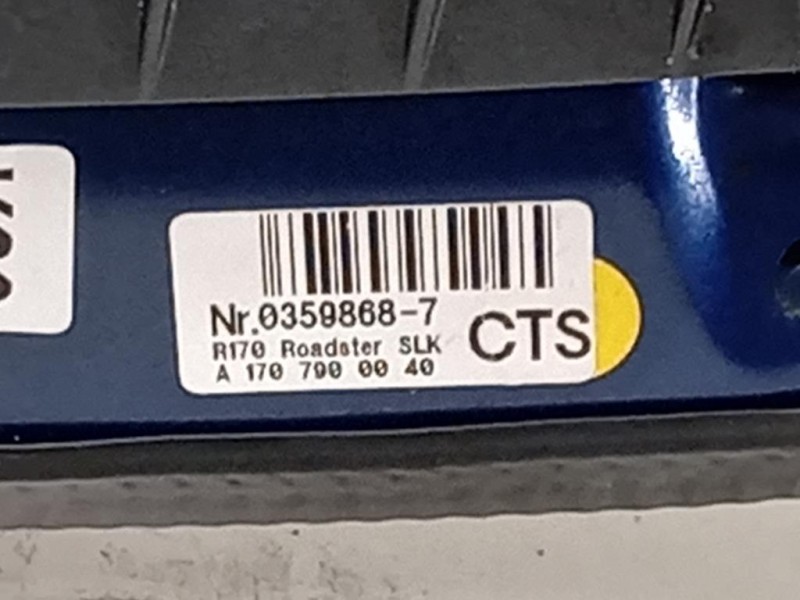 Nr.0359868-7
R170 Roadster SLK
A 170 790 00 40
CTS